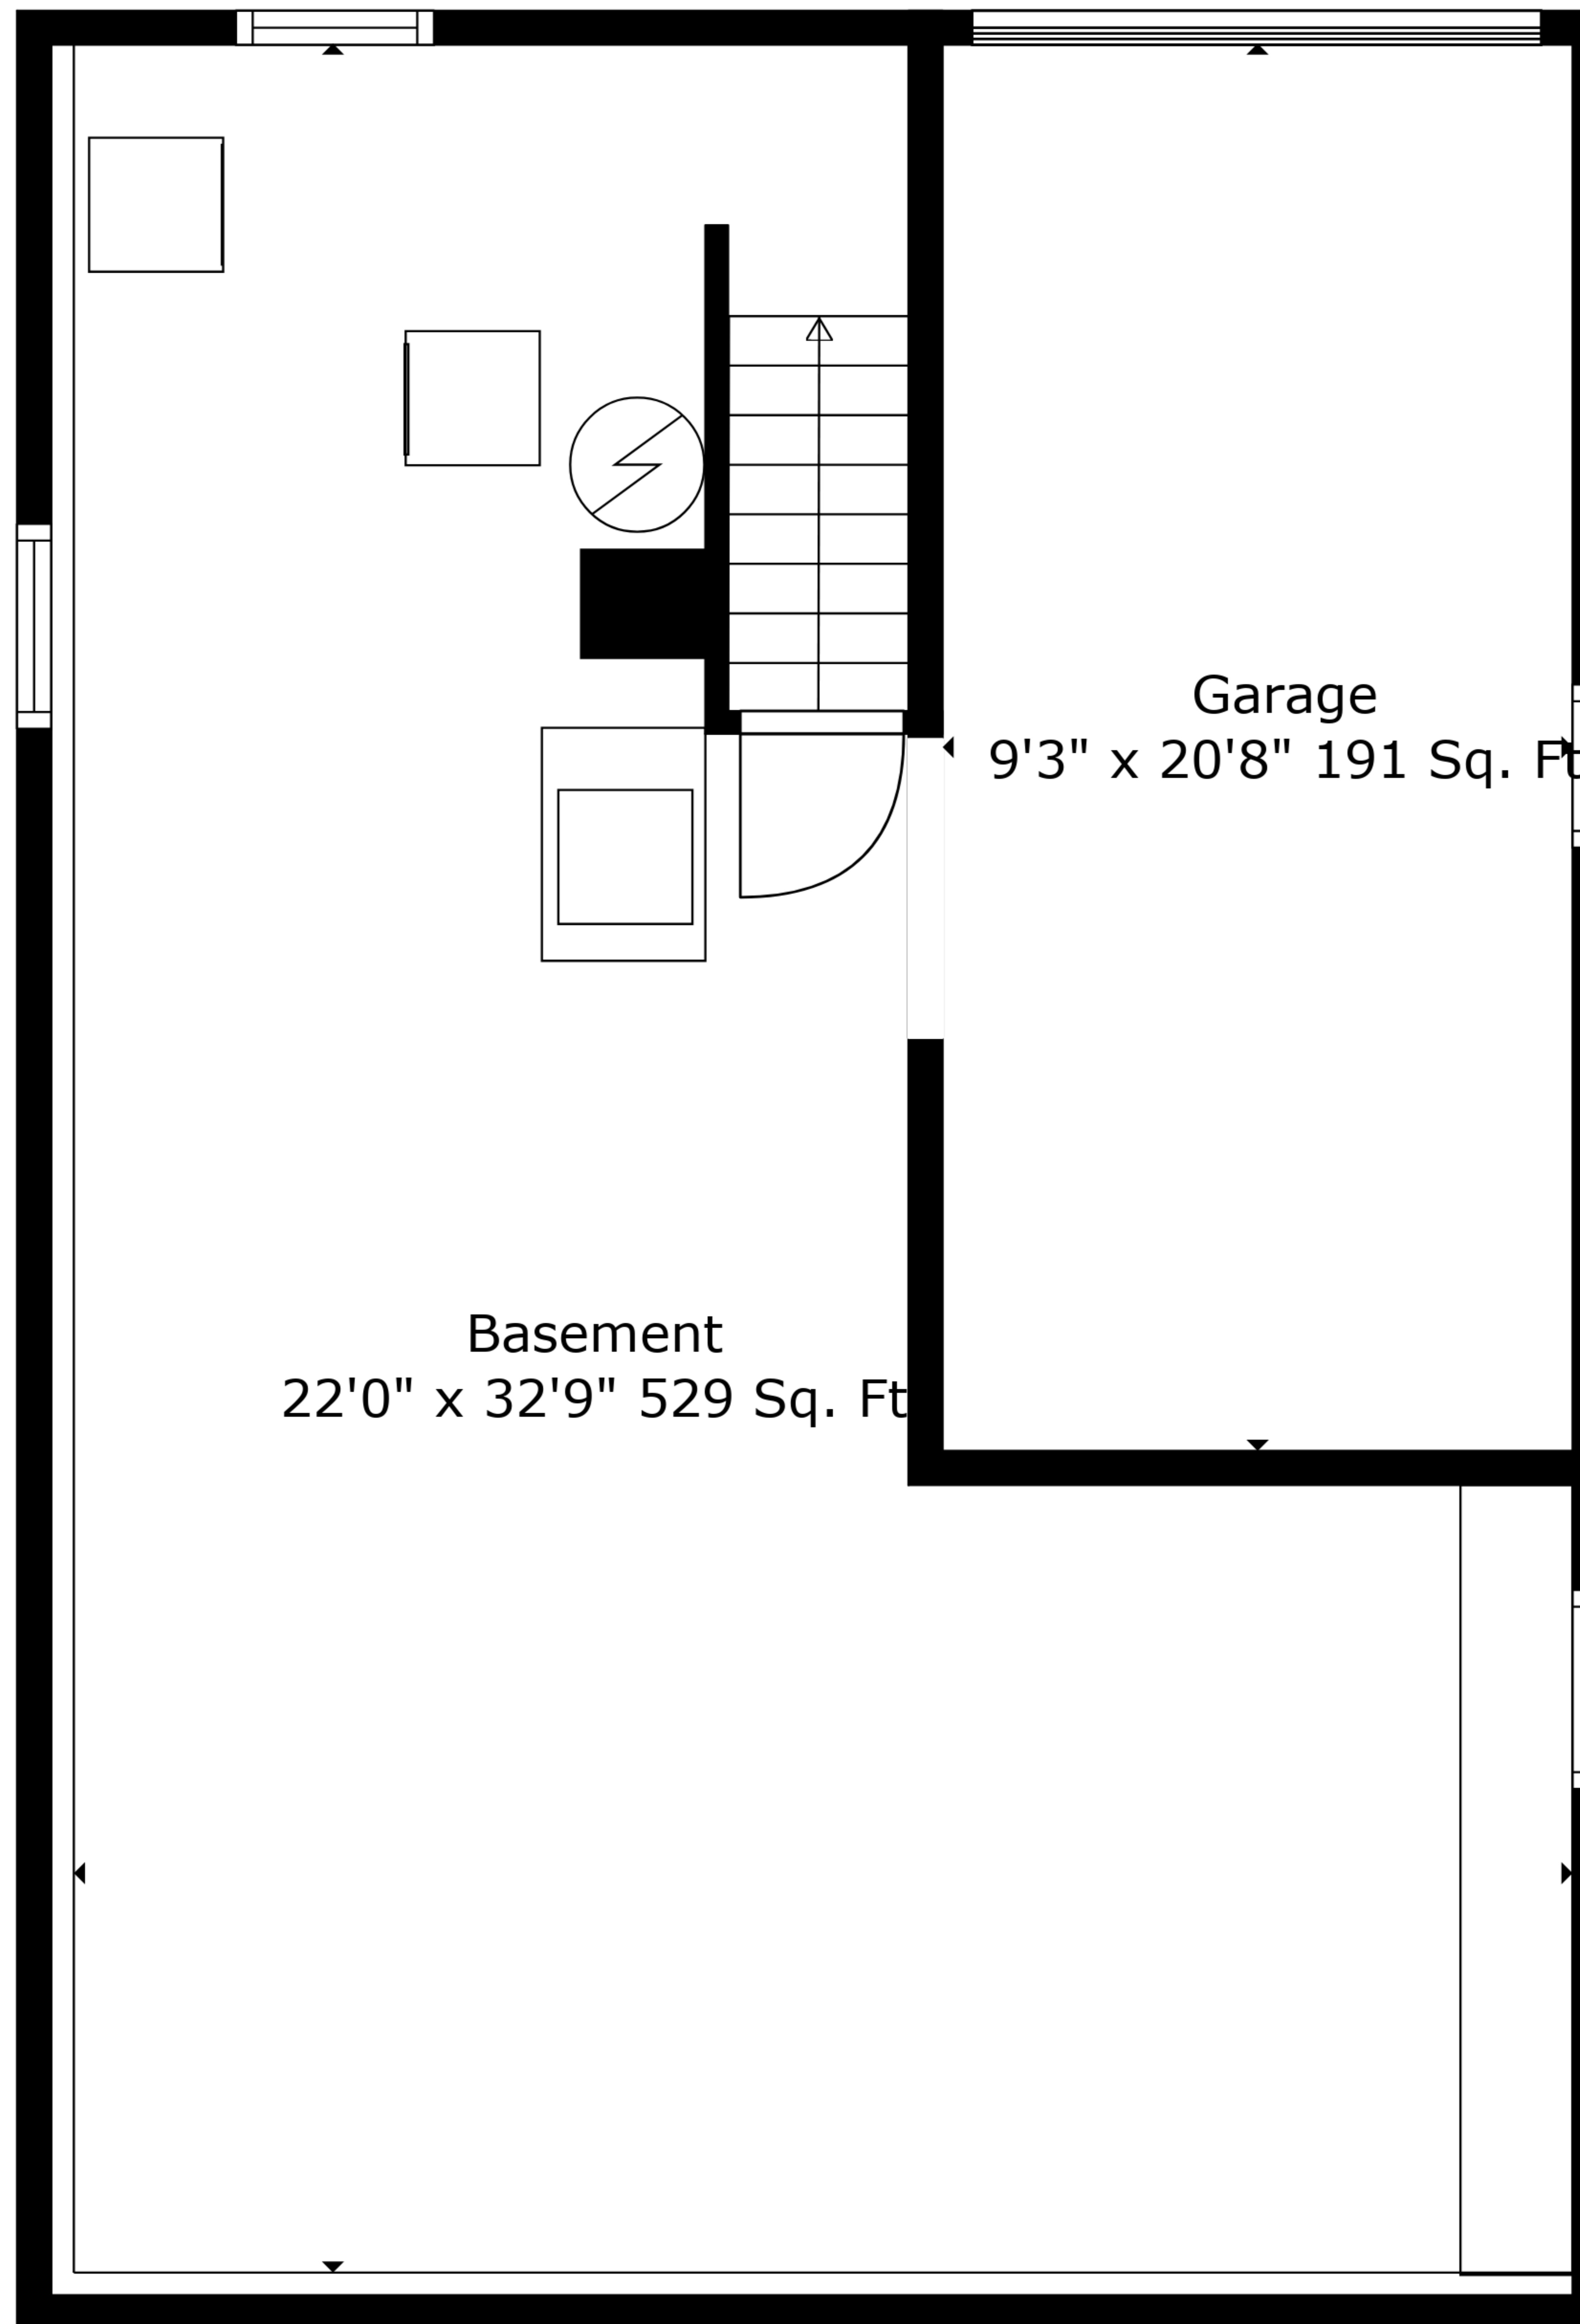 Garage
9'3" x 20'8" 191 Sq. Ft
Basement
22'0" x 32'9" 529 Sq. Ft